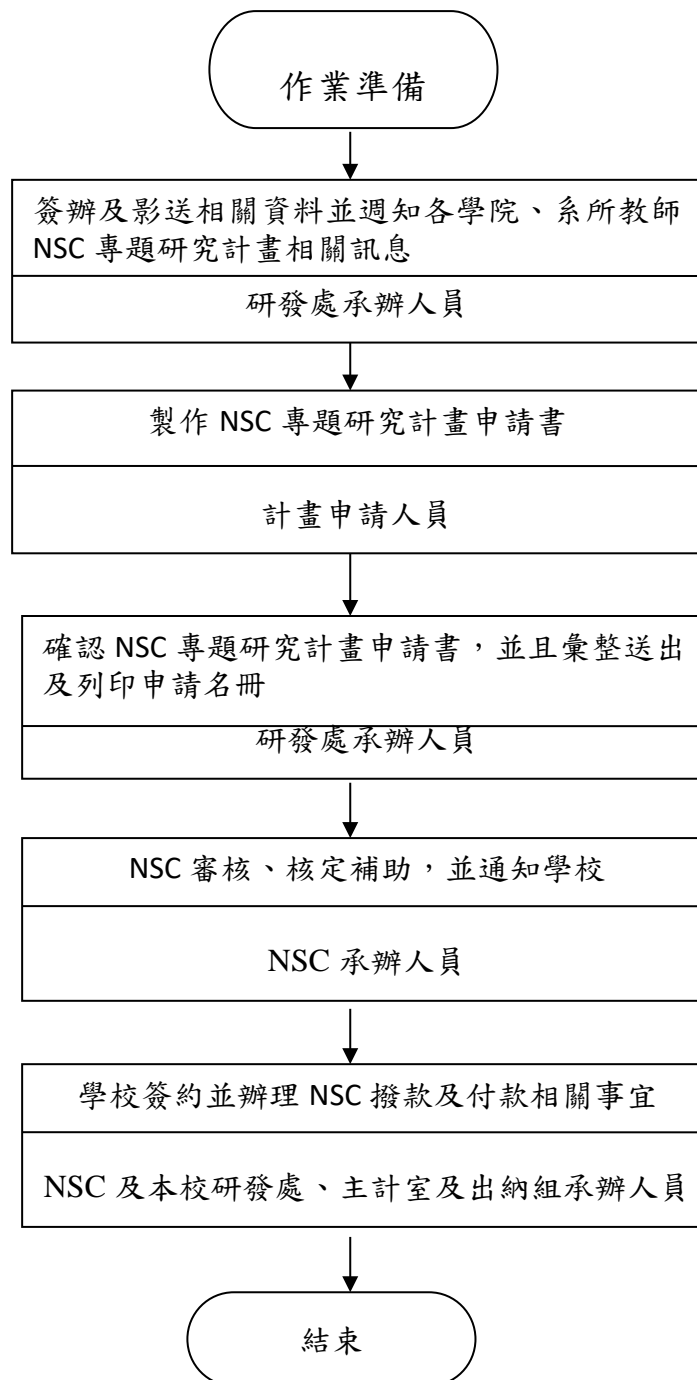 作業準備
簽辦及影送相關資料並週知各學院、系所教師
NSC 專題研究計畫相關訊息
研發處承辦人員
製作 NSC 專題研究計畫申請書
計畫申請人員
確認 NSC 專題研究計畫申請書，並且彙整送出
及列印申請名冊
研發處承辦人員
NSC 審核、核定補助，並通知學校
NSC 承辦人員
學校簽約並辦理 NSC 撥款及付款相關事宜
NSC 及本校研發處、主計室及出納組承辦人員
結束